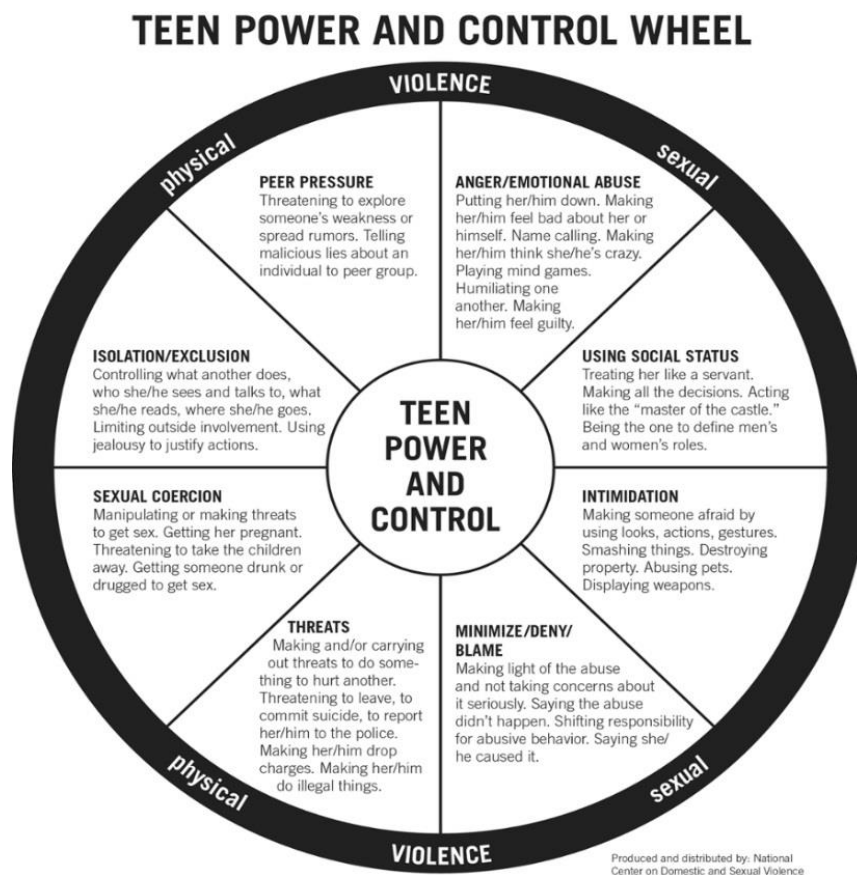 TEEN POWER AND CONTROL WHEEL
VIOLENCE
physical
sexual
PEER PRESSURE
Threatening to explore
someone's weakness or
spread rumors. Telling
malicious lies about an
individual to peer group.
ANGER/EMOTIONAL ABUSE
Putting her/him down. Making
her/him feel bad about her or
himself. Name calling. Making
her/him think she/he's crazy.
Playing mind games.
Humiliating one
another. Making
her/him feel guilty.
ISOLATION/EXCLUSION
Controlling what another does,
who she/he sees and talks to, what
she/he reads, where she/he goes.
Limiting outside involvement. Using
jealousy to justify actions.
USING SOCIAL STATUS
Treating her like a servant.
Making all the decisions. Acting
like the “master of the castle.”
Being the one to define men's
and women's roles.
TEEN
POWER
AND
CONTROL
SEXUAL COERCION
Manipulating or making threats
to get sex. Getting her pregnant.
Threatening to take the children
away. Getting someone drunk or
drugged to get sex.
INTIMIDATION
Making someone afraid by
using looks, actions, gestures.
Smashing things. Destroying
property. Abusing pets.
Displaying weapons.
THREATS
Making and/or carrying
out threats to do some-
thing to hurt another.
Threatening to leave, to
commit suicide, to report
her/him to the police.
Making her/him drop
charges. Making her/him
do illegal things.
MINIMIZE/DENY/
BLAME
Making light of the abuse
and not taking concerns about
it seriously. Saying the abuse
didn't happen. Shifting responsibility
for abusive behavior. Saying she/
he caused it.
physical
sexual
VIOLENCE
Produced and distributed by: National
Center on Domestic and Sexual Violence